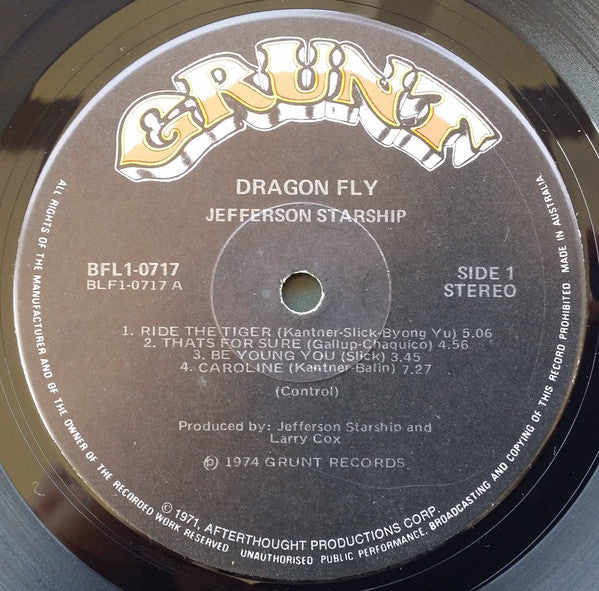 GRUNT
DRAGON FLY
JEFFERSON STARSHIP
BFL1-0717
BLF1-0717 A
SIDE 1
STEREO
1. RIDE THE TIGER (Kantner-Slick-Byong Yu) 5.06
2. THATS FOR SURE (Gallup-Chaquico) 4.56
3. BE YOUNG YOU (Slick) 3.45
4. CAROLINE (Kantner-Balin) 7.27
(Control)
Produced by: Jefferson Starship and
Larry Cox
℗ 1974 GRUNT RECORDS
ALL RIGHTS OF THE MANUFACTURER AND OF THE OWNER OF THE RECORDED WORK RESERVED
© 1971, AFTERTHOUGHT PRODUCTIONS CORP.
UNAUTHORISED PUBLIC PERFORMANCE, BROADCASTING AND COPYING OF THIS RECORD PROHIBITED. MADE IN AUSTRALIA